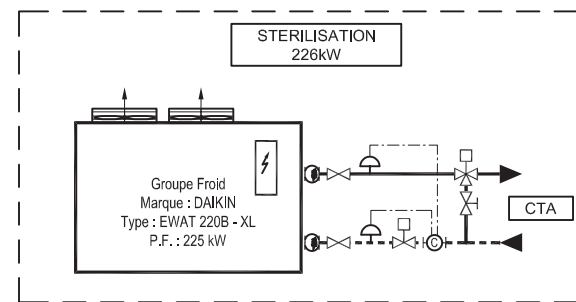 STERILISATION
226kW
Groupe Froid
Marque : DAIKIN
Type : EWAT 220B - XL
P.F. : 225 kW
CTA
C